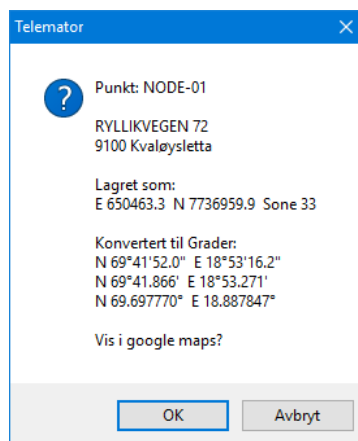 Telemator
Punkt: NODE-01
RYLLIKVEGEN 72
9100 Kvaløysletta
Lagret som:
E 650463.3  N 7736959.9  Sone 33
Konvertert til Grader:
N 69°41'52.0"  E 18°53'16.2"
N 69°41.866'  E 18°53.271'
N 69.697770°  E 18.887847°
Vis i google maps?
OK
Avbryt